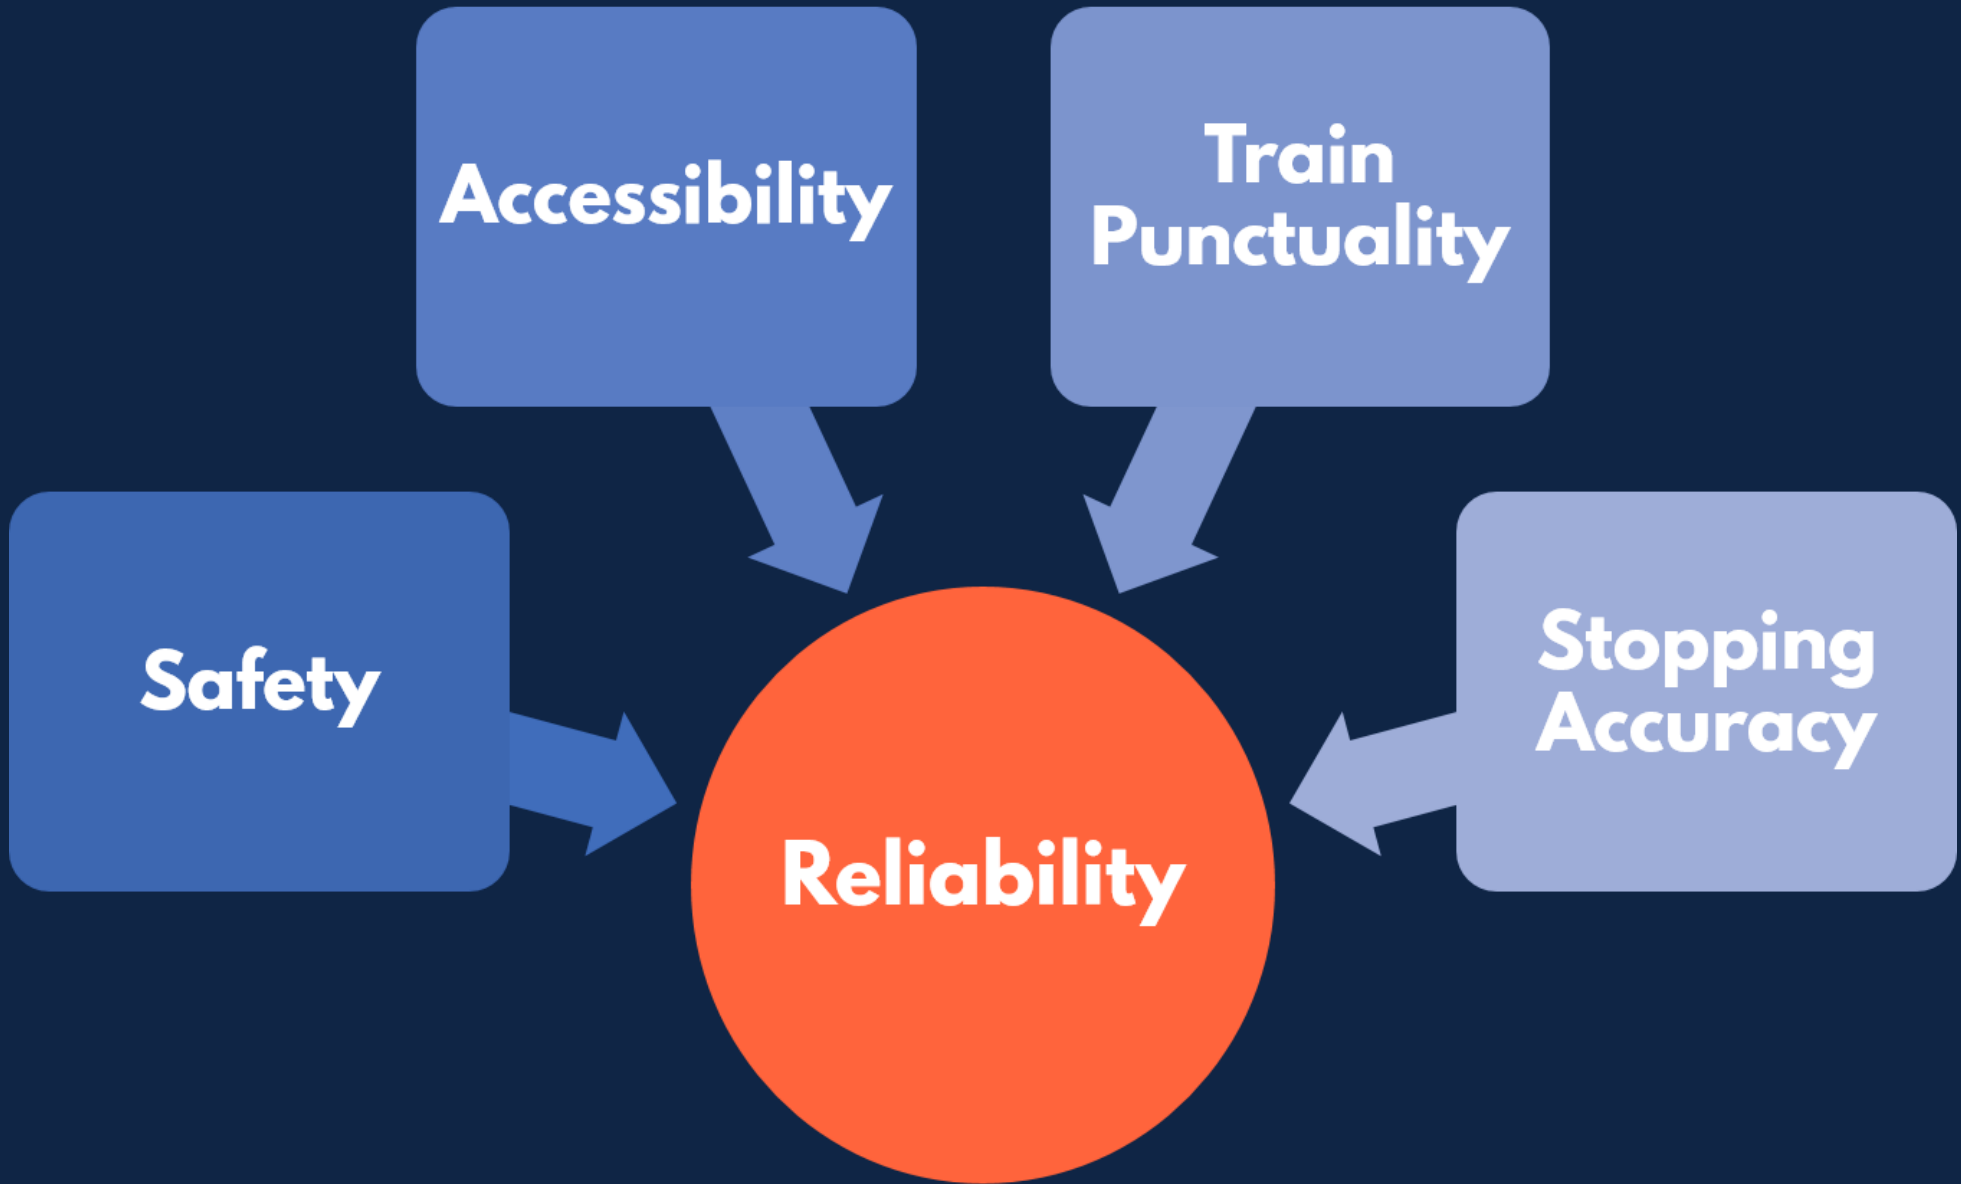 Accessibility
Train
Punctuality
Safety
Stopping
Accuracy
Reliability